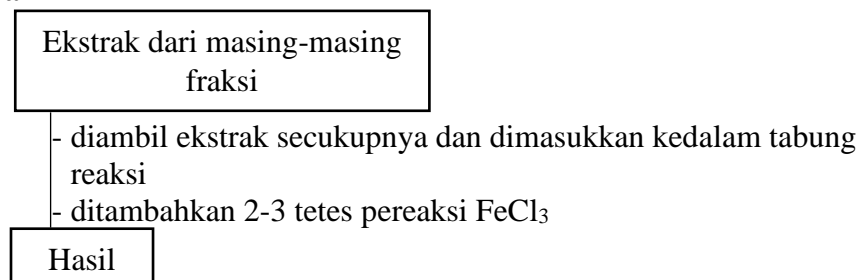 Ekstrak dari masing-masing
fraksi
- diambil ekstrak secukupnya dan dimasukkan kedalam tabung
reaksi
- ditambahkan 2-3 tetes pereaksi FeCl₃
Hasil